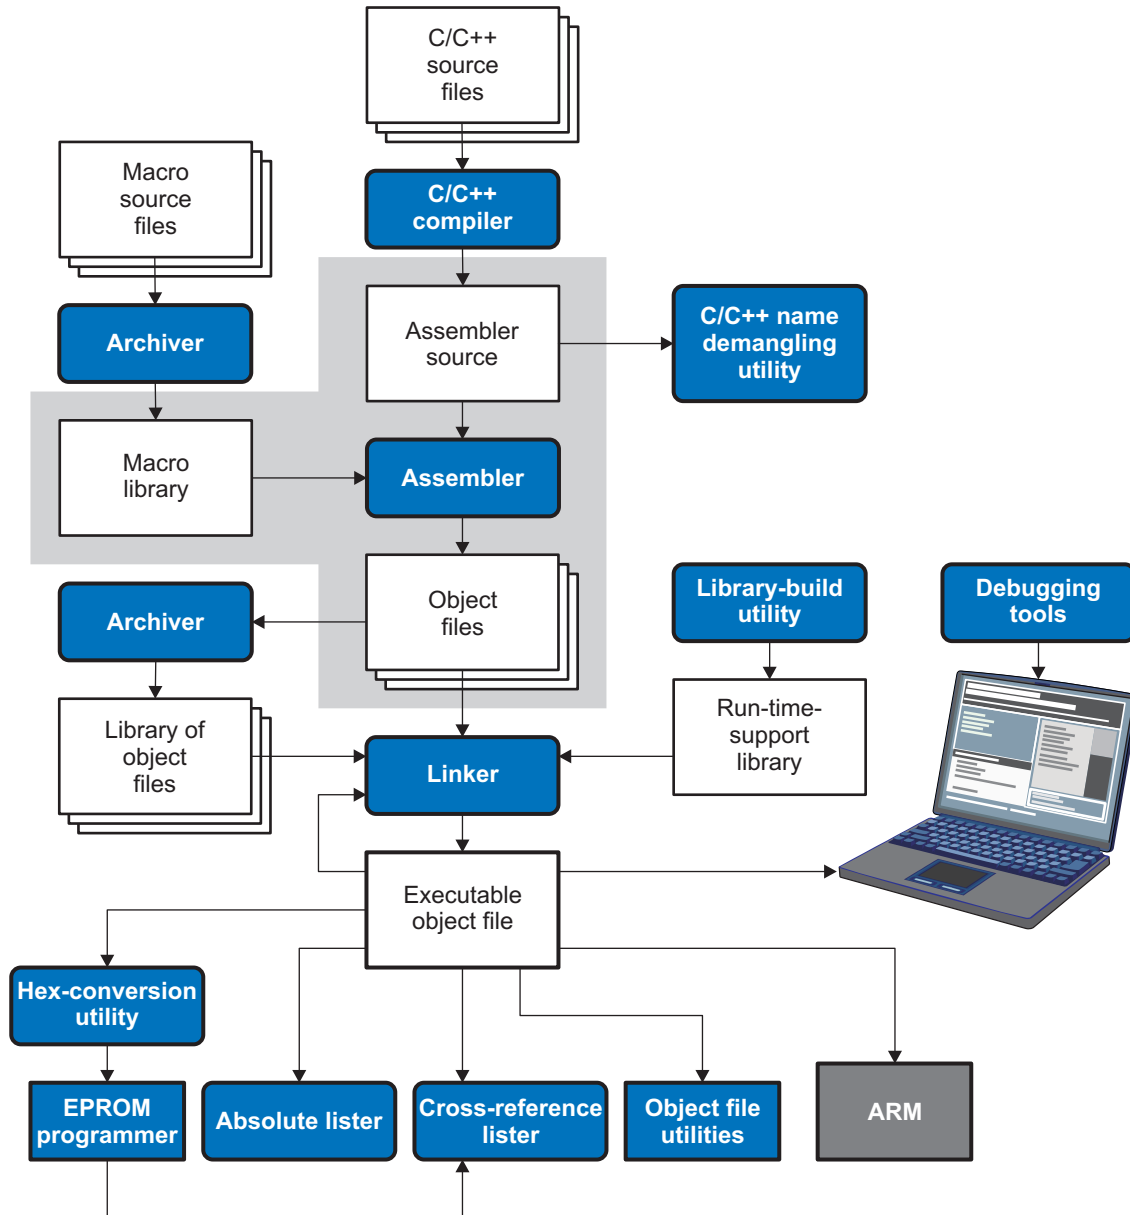 C/C++
source
files
Macro
source
files
C/C++
compiler
Archiver
Assembler
source
C/C++ name
demangling
utility
Macro
library
Assembler
Archiver
Object
files
Library-build
utility
Debugging
tools
Library of
object
files
Linker
Run-time-
support
library
Executable
object file
Hex-conversion
utility
EPROM
programmer
Absolute lister
Cross-reference
lister
Object file
utilities
ARM